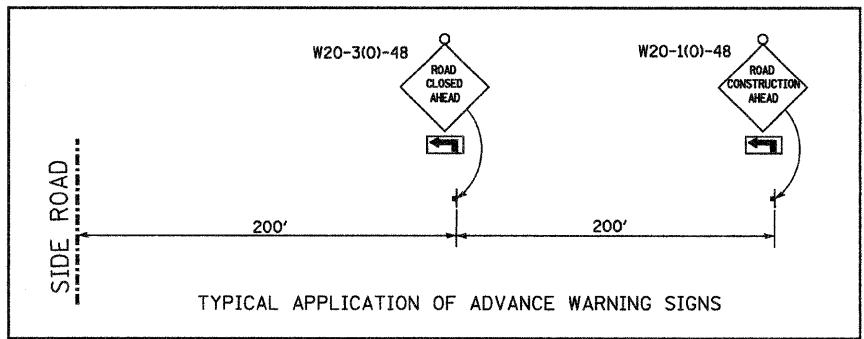 W20-3(O)-48
ROAD
CLOSED
AHEAD
W20-1(O)-48
ROAD
CONSTRUCTION
AHEAD
SIDE ROAD
200'
200'
TYPICAL APPLICATION OF ADVANCE WARNING SIGNS